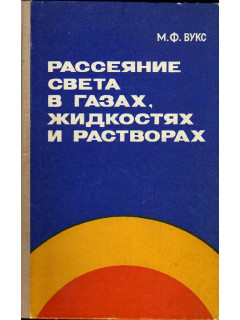 М.Ф. ВУКС
РАССЕЯНИЕ
СВЕТА
В ГАЗАХ,
ЖИДКОСТЯХ
И РАСТВОРАХ